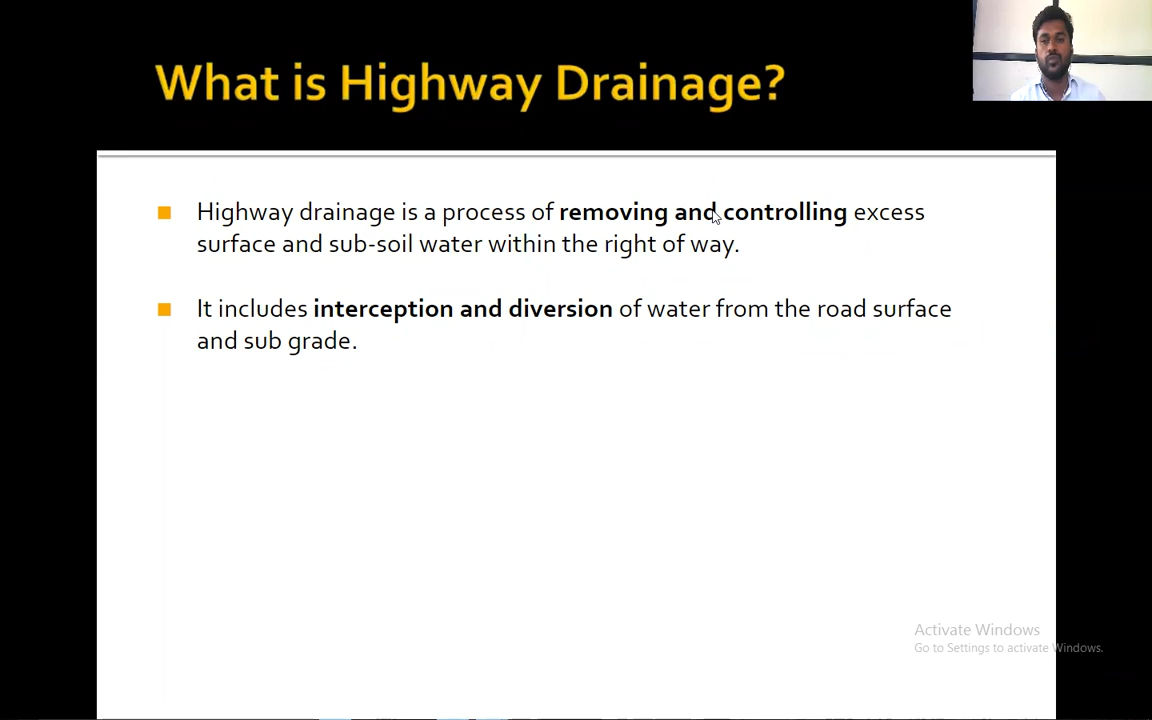 What is Highway Drainage?
Highway drainage is a process of removing and controlling excess
surface and sub-soil water within the right of way.
It includes interception and diversion of water from the road surface
and sub grade.
Activate Windows
Go to Settings to activate Windows.